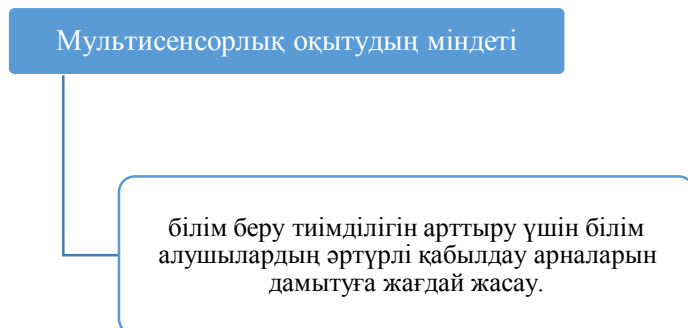 Мультисенсорлық оқытудың міндеті
білім беру тиімділігін арттыру үшін білім
алушылардың әртүрлі қабылдау арналарын
дамытуға жағдай жасау.